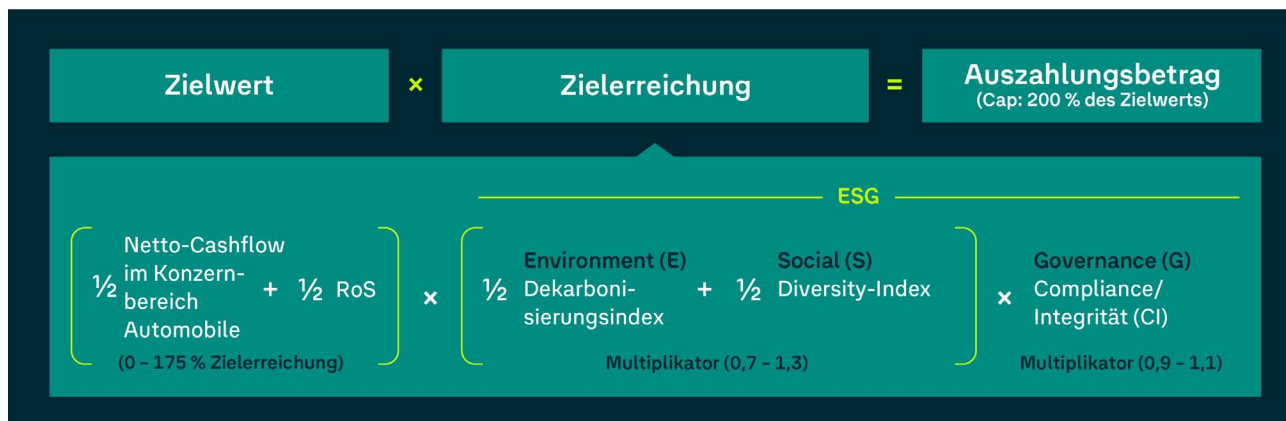 Zielwert × Zielerreichung = Auszahlungsbetrag
(Cap: 200 % des Zielwerts)
ESG
½ Netto-Cashflow
im Konzern-
bereich
Automobile
+ ½ RoS
(0 – 175 % Zielerreichung)
×
½ Environment (E)
Dekarboni-
sierungsindex
+ ½ Social (S)
Diversity-Index
Multiplikator (0,7 – 1,3)
×
Governance (G)
Compliance/
Integrität (CI)
Multiplikator (0,9 – 1,1)